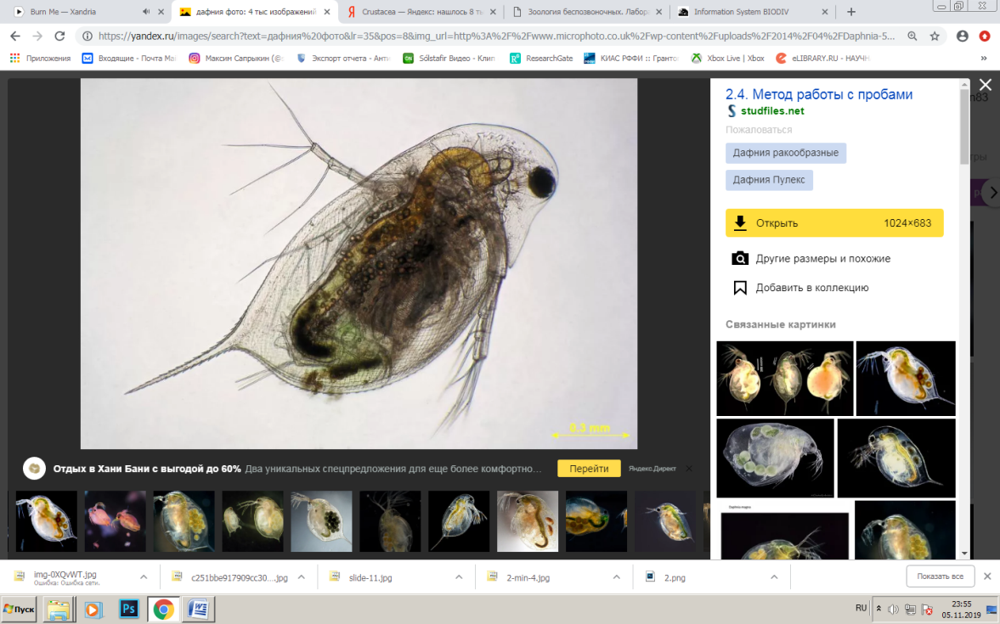 Burn Me — Xandria
дафния фото: 4 тыс изображений
Crustacea — Яндекс: нашлось 8 ты
Зоология беспозвоночных. Лабор
Information System BIODIV
https://yandex.ru/images/search?text=дафния%20фото&lr=35&pos=8&img_url=http%3A%2F%2Fwww.microphoto.co.uk%2Fwp-content%2Fuploads%2F2014%2F04%2FDaphnia-5...
Приложения
Входящие - Почта Mai
Максим Сапрыкин (@
Экспорт отчета - Анти
Sólstafir Видео - Клип
ResearchGate
КИАС РФФИ :: Гранто
Xbox Live | Xbox
eLIBRARY.RU - НАУЧН
»
2.4. Метод работы с пробами
studfiles.net
Пожаловаться
Дафния ракообразные
Дафния Пулекс
Открыть 1024×683
Другие размеры и похожие
Добавить в коллекцию
Связанные картинки
0.3 mm
Отдых в Хани Бани с выгодой до 60% Два уникальных спецпредложения для еще более комфортно...
Перейти
Яндекс.Директ
Daphnia magna
img-0XQvWT.jpg
Ошибка: Ошибка сети.
c251bbe917909cc30....jpg
slide-11.jpg
2-min-4.jpg
2.png
Показать все
Пуск
Ps
RU
23:55
05.11.2019